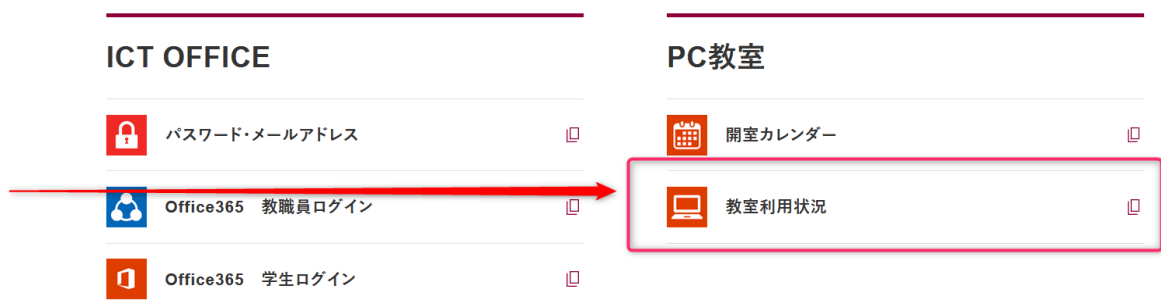 ICT OFFICE
パスワード・メールアドレス
Office365　教職員ログイン
Office365　学生ログイン
PC教室
開室カレンダー
教室利用状況